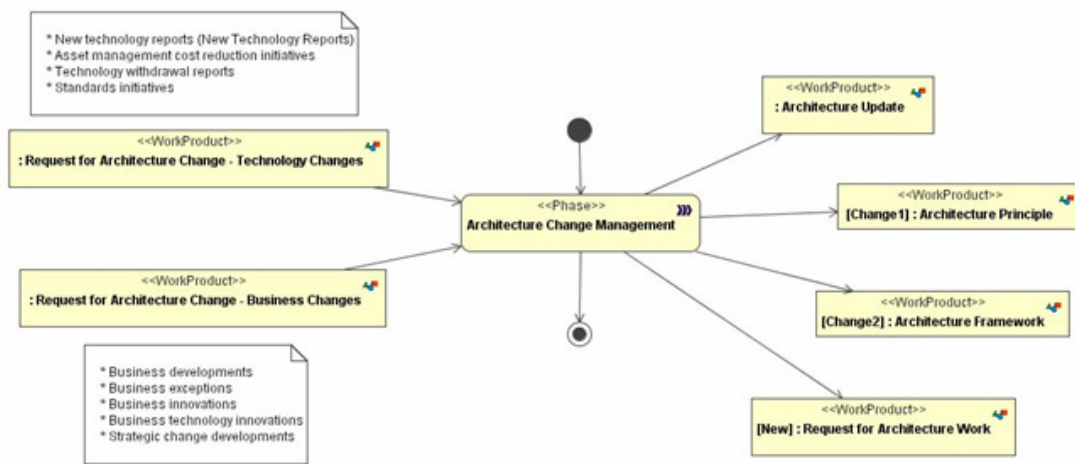 * New technology reports (New Technology Reports)
* Asset management cost reduction initiatives
* Technology withdrawal reports
* Standards initiatives
<<WorkProduct>>
: Request for Architecture Change - Technology Changes
<<WorkProduct>>
: Request for Architecture Change - Business Changes
* Business developments
* Business exceptions
* Business innovations
* Business technology innovations
* Strategic change developments
<<Phase>>
Architecture Change Management
<<WorkProduct>>
: Architecture Update
<<WorkProduct>>
[Change1] : Architecture Principle
<<WorkProduct>>
[Change2] : Architecture Framework
<<WorkProduct>>
[New] : Request for Architecture Work